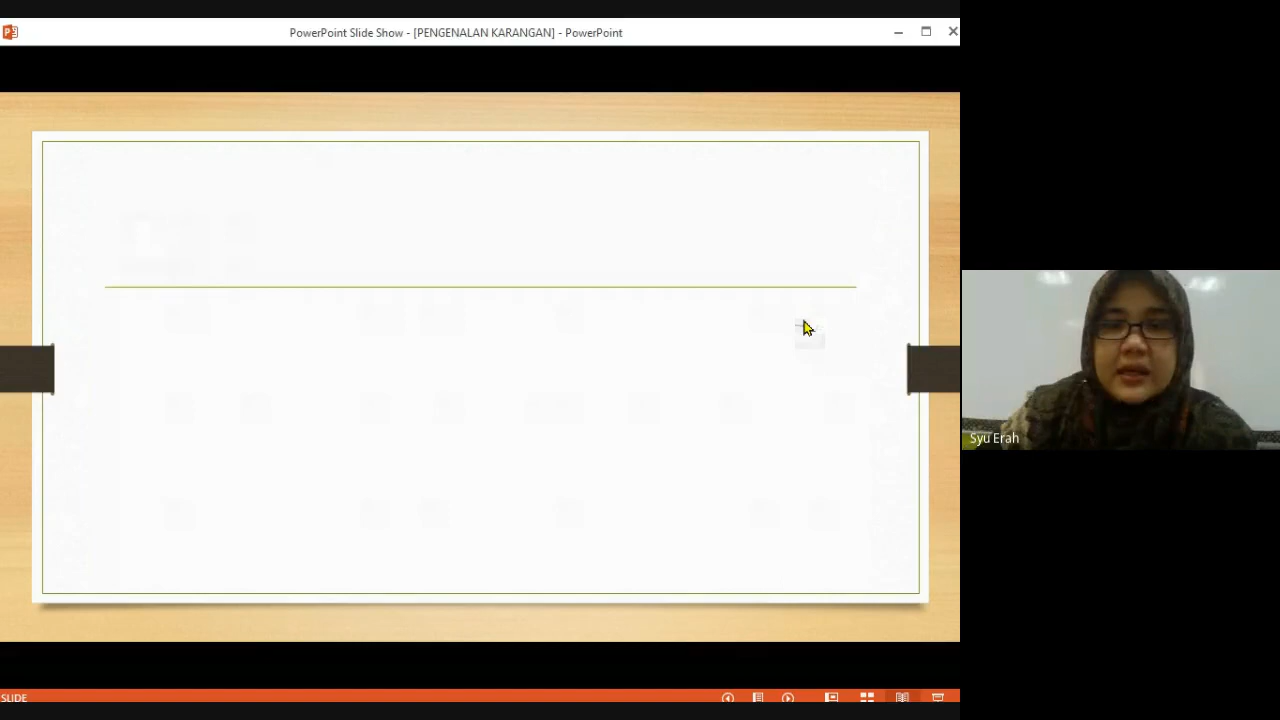 PowerPoint Slide Show - [PENGENALAN KARANGAN] - PowerPoint
Syu Erah
SLIDE